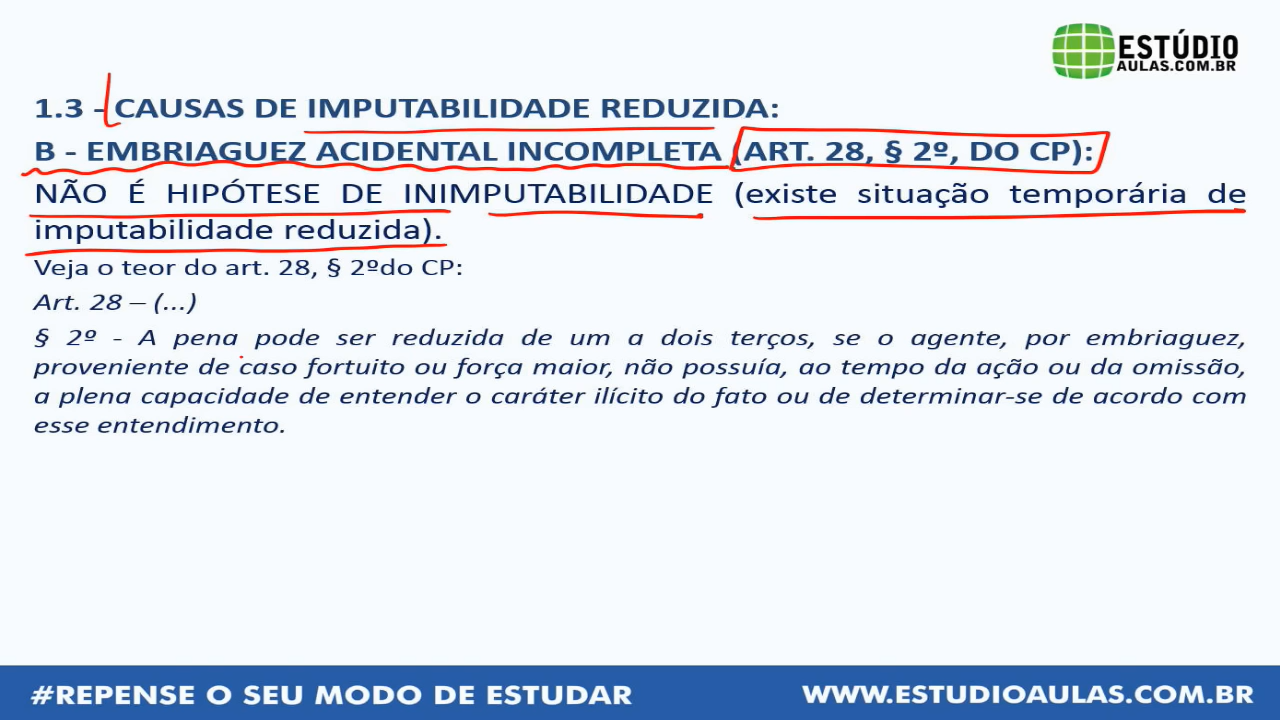 ESTÚDIO
AULAS.COM.BR
1.3 - CAUSAS DE IMPUTABILIDADE REDUZIDA:
B - EMBRIAGUEZ ACIDENTAL INCOMPLETA (ART. 28, § 2º, DO CP):
NÃO É HIPÓTESE DE INIMPUTABILIDADE (existe situação temporária de
imputabilidade reduzida).
Veja o teor do art. 28, § 2ºdo CP:
Art. 28 – (...)
§ 2º - A pena pode ser reduzida de um a dois terços, se o agente, por embriaguez,
proveniente de caso fortuito ou força maior, não possuía, ao tempo da ação ou da omissão,
a plena capacidade de entender o caráter ilícito do fato ou de determinar-se de acordo com
esse entendimento.
#REPENSE O SEU MODO DE ESTUDAR
WWW.ESTUDIOAULAS.COM.BR